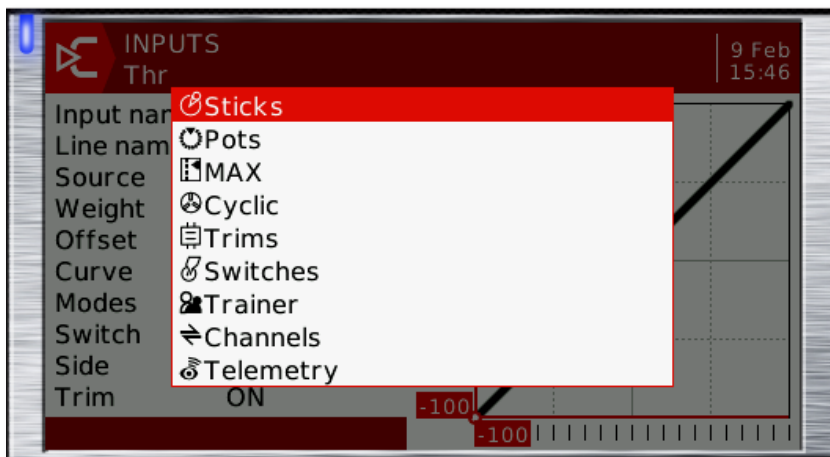 INPUTS
Thr
9 Feb
15:46
Input nar
Line nam
Source
Weight
Offset
Curve
Modes
Switch
Side
Trim ON
Sticks
Pots
MAX
Cyclic
Trims
Switches
Trainer
Channels
Telemetry
-100
-100